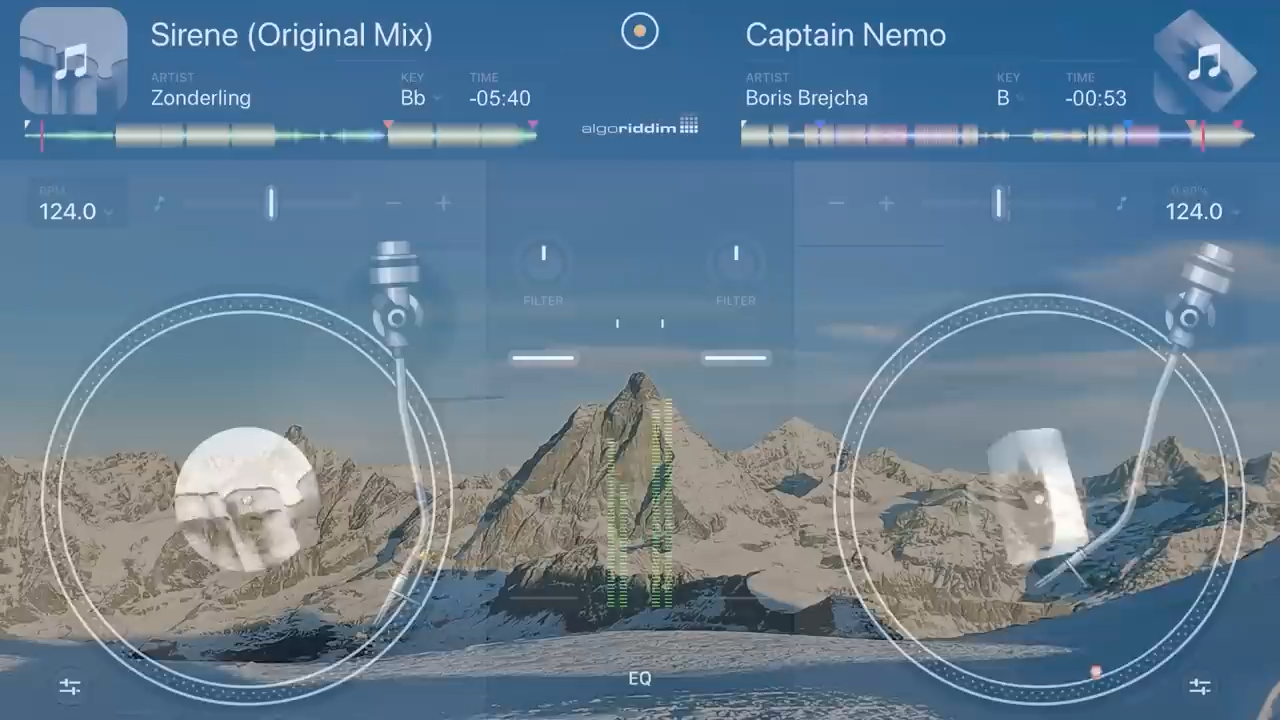 Sirene (Original Mix)
ARTIST
Zonderling
KEY
Bb
TIME
-05:40
algoriddim
Captain Nemo
ARTIST
Boris Brejcha
KEY
B
TIME
-00:53
BPM
124.0
124.0
FILTER
FILTER
EQ